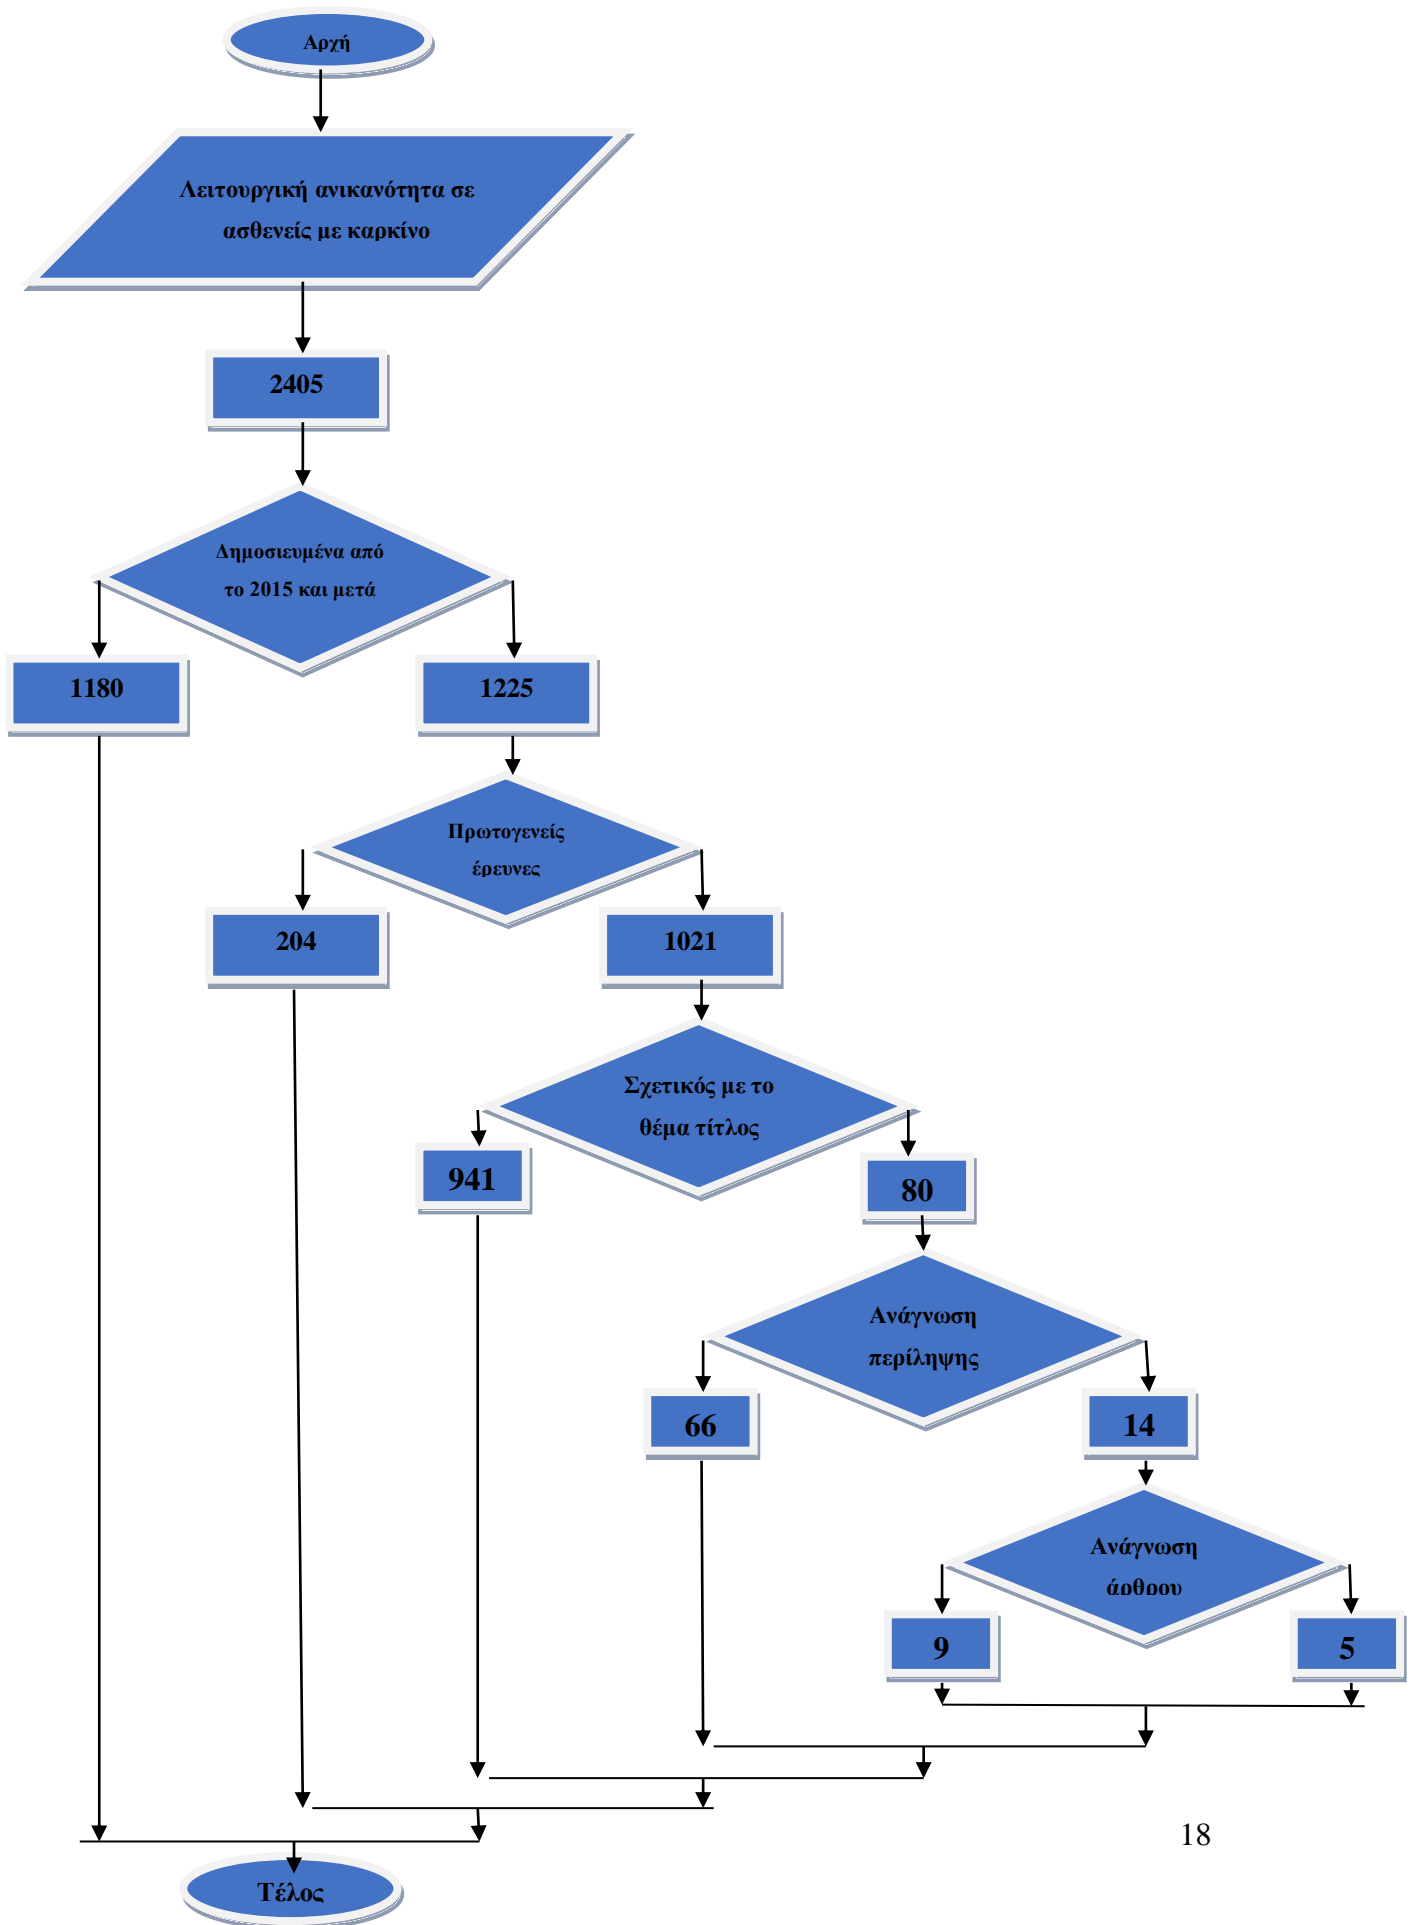 Αρχή
Λειτουργική ανικανότητα σε
ασθενείς με καρκίνο
2405
Δημοσιευμένα από
το 2015 και μετά
1180
1225
Πρωτογενείς
έρευνες
204
1021
Σχετικός με το
θέμα τίτλος
941
80
Ανάγνωση
περίληψης
66
14
Ανάγνωση
άρθρου
9
5
18
Τέλος